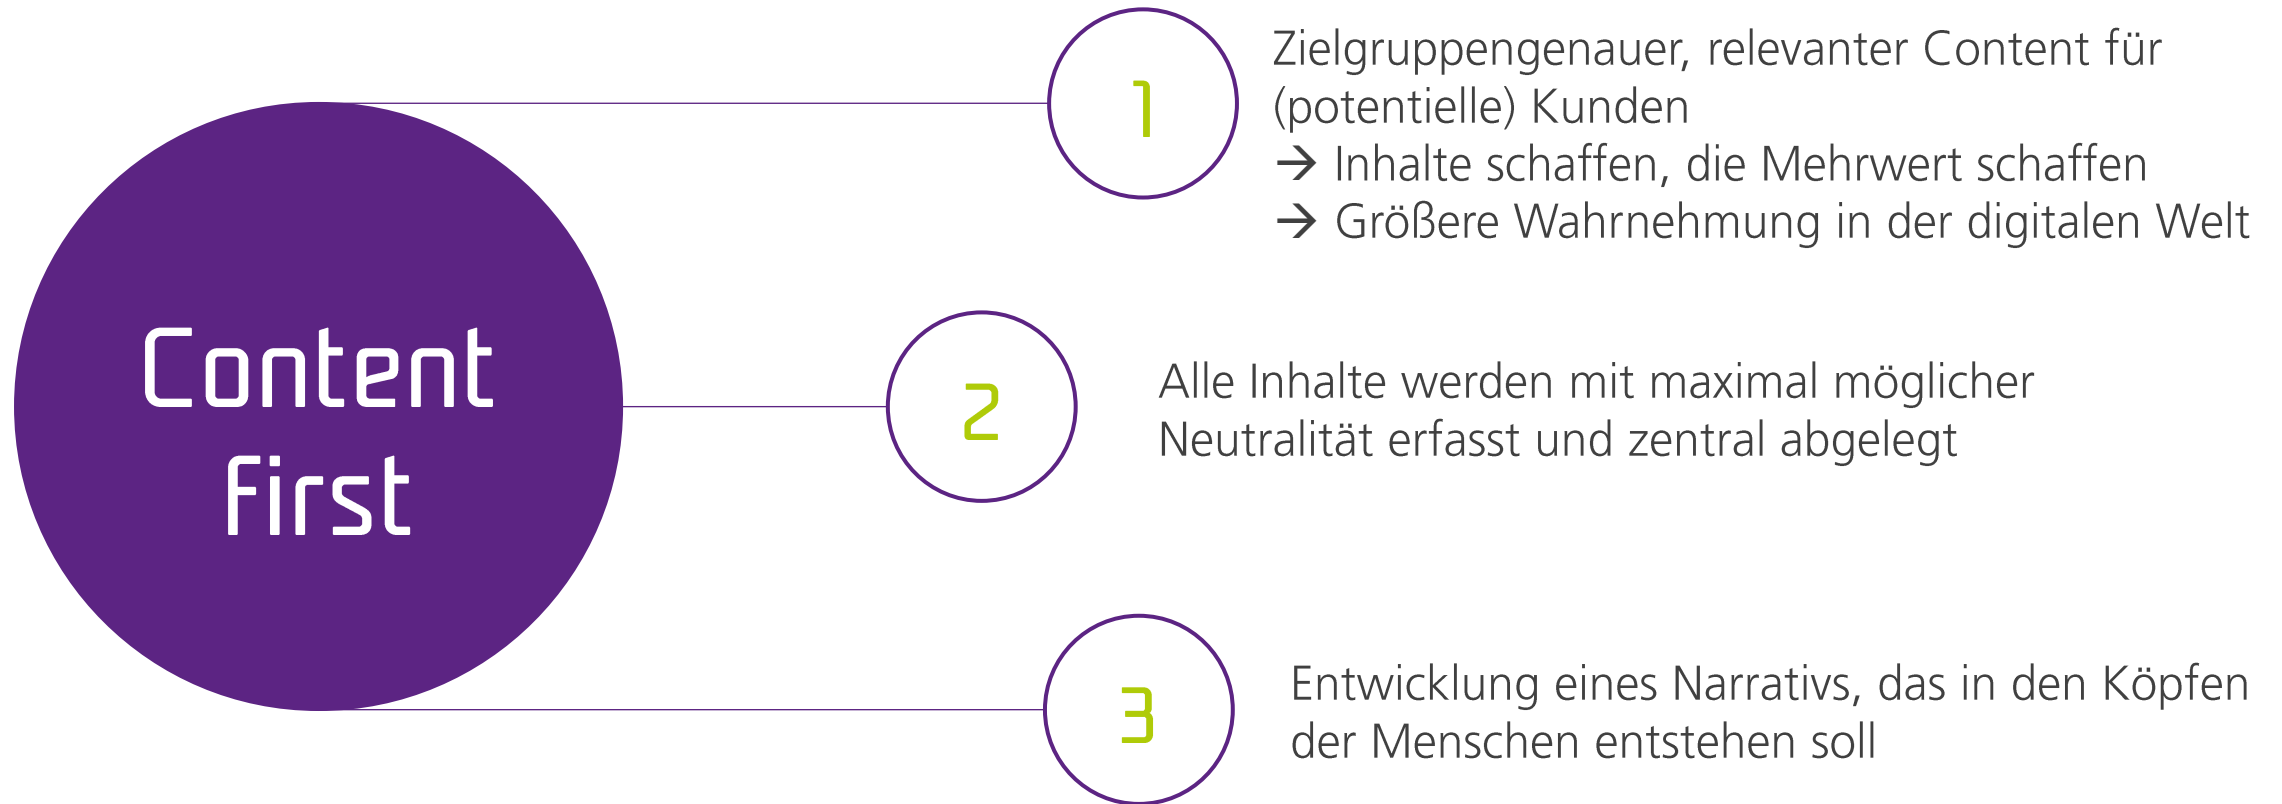 Content
first
1
Zielgruppengenauer, relevanter Content für
(potentielle) Kunden
→ Inhalte schaffen, die Mehrwert schaffen
→ Größere Wahrnehmung in der digitalen Welt
2
Alle Inhalte werden mit maximal möglicher
Neutralität erfasst und zentral abgelegt
3
Entwicklung eines Narrativs, das in den Köpfen
der Menschen entstehen soll